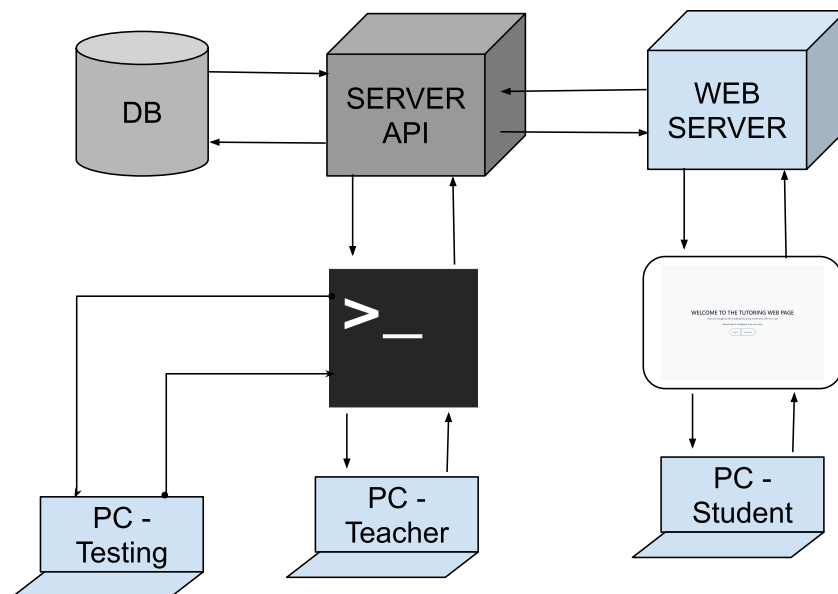 DB
SERVER
API
WEB
SERVER
>_
WELCOME TO THE TUTORING WEB PAGE
PC -
Testing
PC -
Teacher
PC -
Student